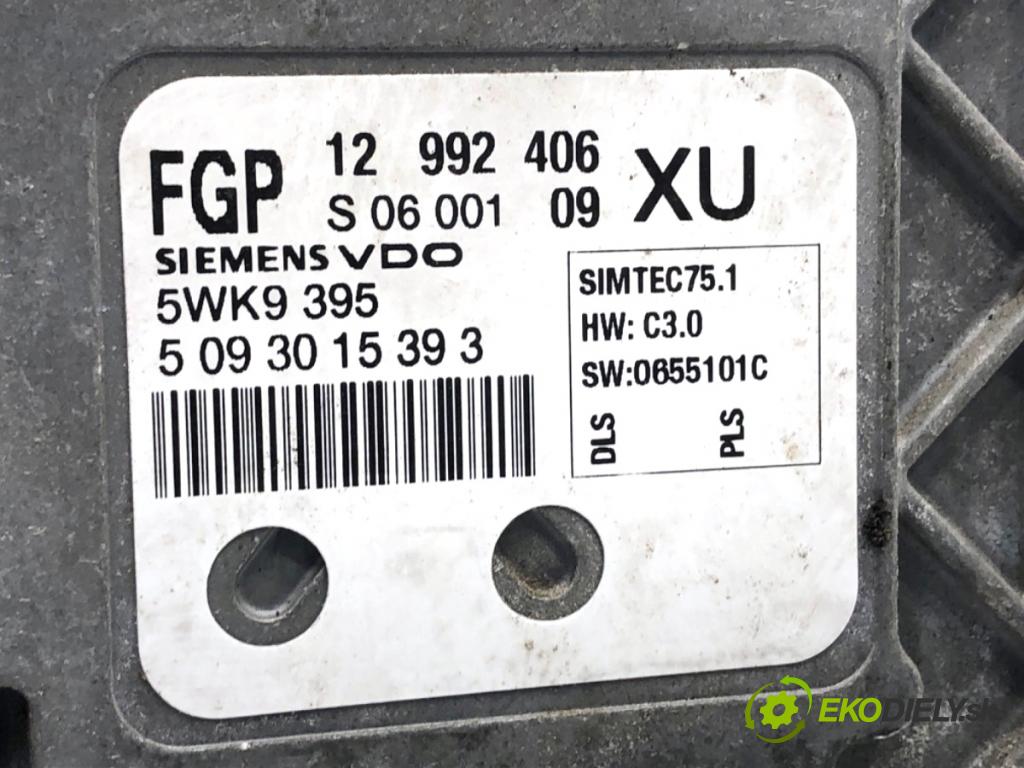 FGP 12 992 406 XU
S 06 001 09
SIEMENS VDO
5WK9 395
5 09 30 15 39 3
SIMTEC75.1
HW: C3.0
SW:0655101C
DLS PLS
EKODIELY.sk